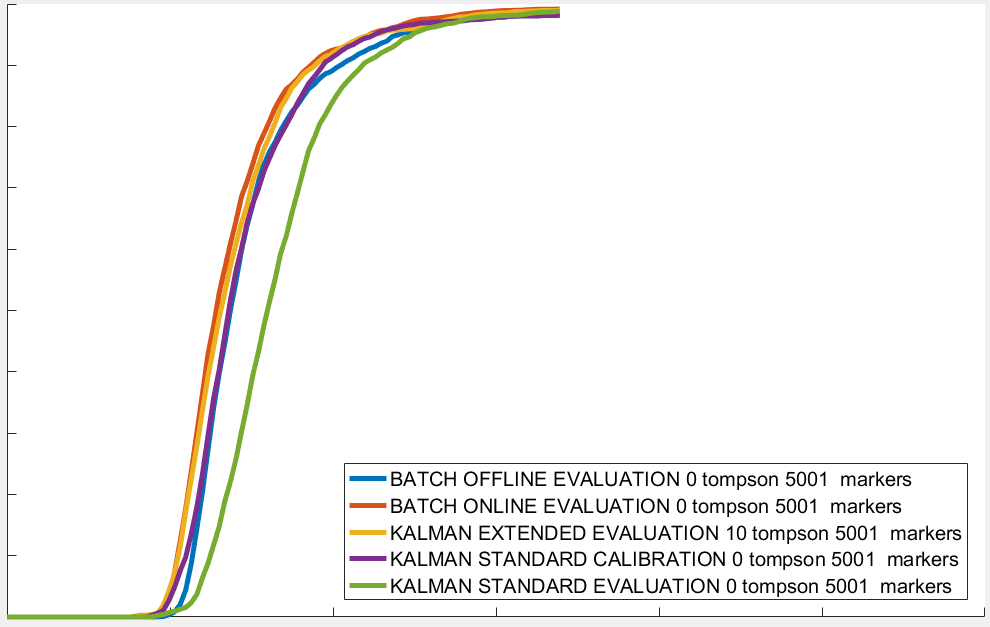 BATCH OFFLINE EVALUATION 0 tompson 5001  markers
BATCH ONLINE EVALUATION 0 tompson 5001  markers
KALMAN EXTENDED EVALUATION 10 tompson 5001  markers
KALMAN STANDARD CALIBRATION 0 tompson 5001  markers
KALMAN STANDARD EVALUATION 0 tompson 5001  markers